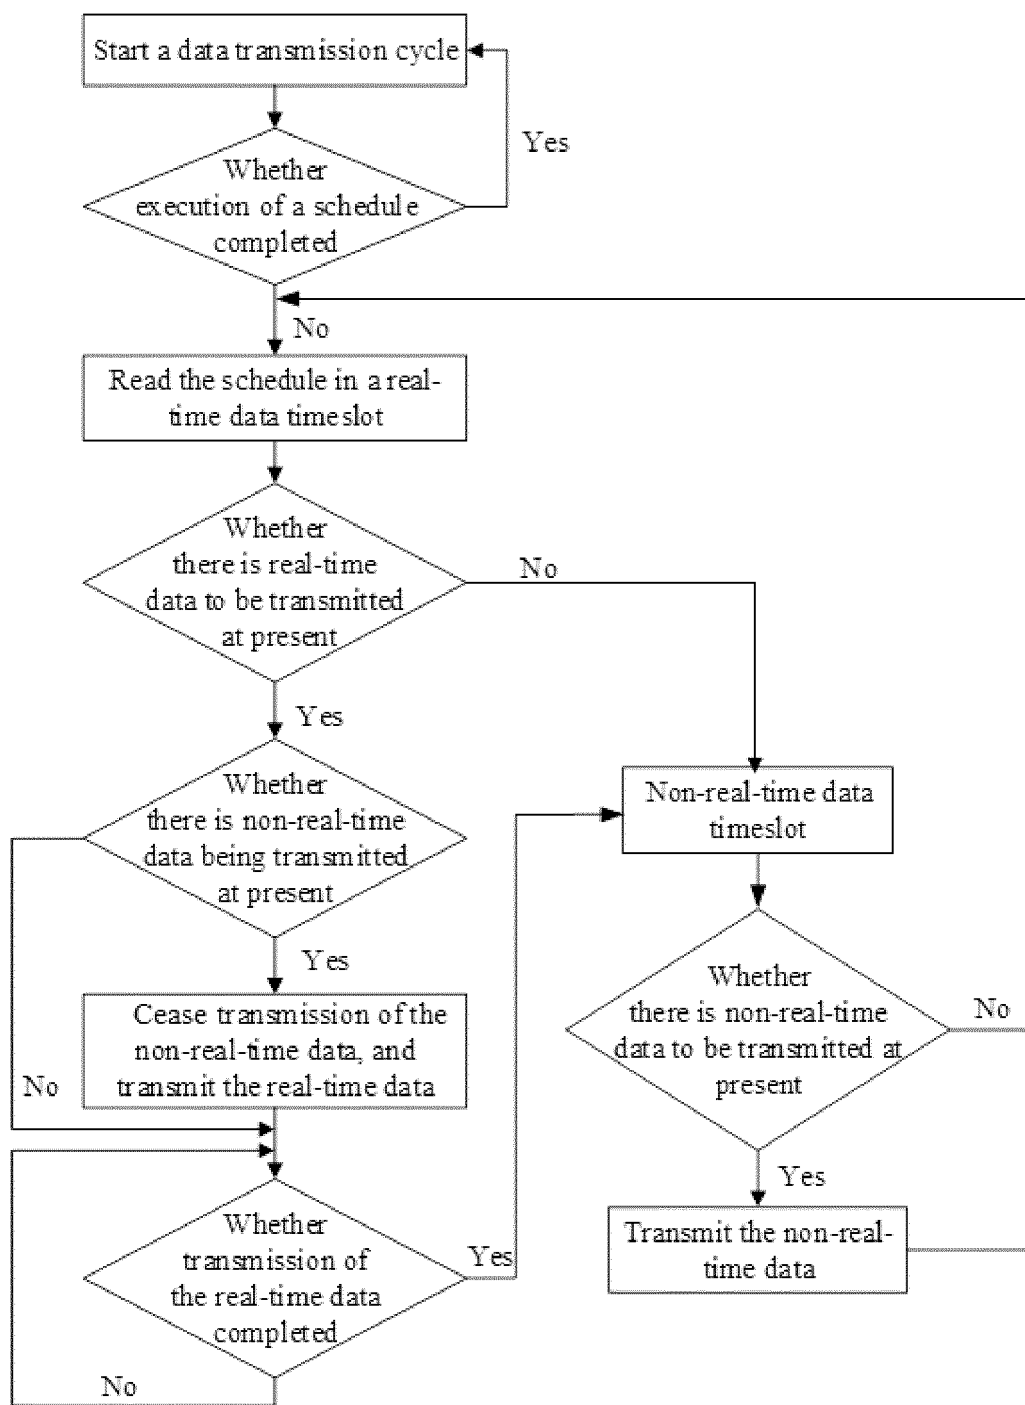 Start a data transmission cycle
Yes
Whether
execution of a schedule
completed
No
Read the schedule in a real-
time data timeslot
Whether
there is real-time
data to be transmitted
at present
No
Yes
Whether
there is non-real-time
data being transmitted
at present
Non-real-time data
timeslot
Yes
Cease transmission of the
non-real-time data, and
transmit the real-time data
No
Whether
there is non-real-time
data to be transmitted at
present
No
Yes
Whether
transmission of
the real-time data
completed
Yes
No
Transmit the non-real-
time data